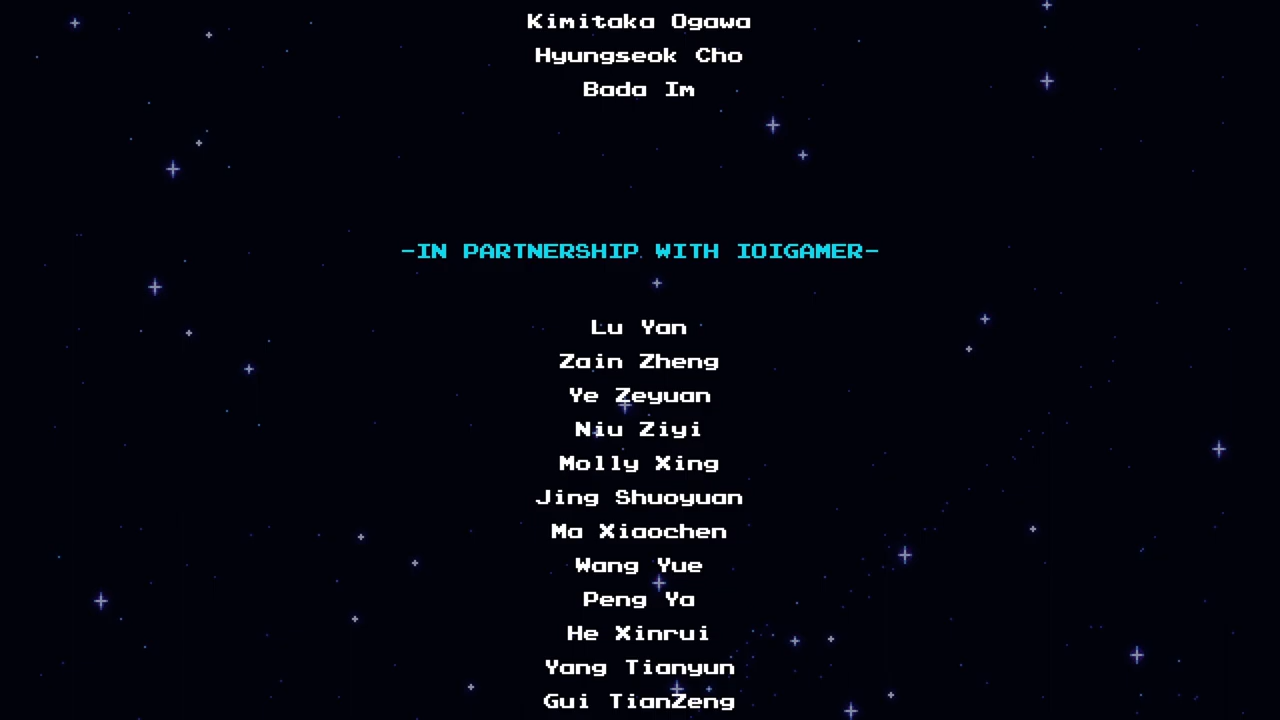 Kimitaka Ogawa
Hyungseok Cho
Bada Im
-IN PARTNERSHIP WITH IOIGAMER-
Lu Yan
Zain Zheng
Ye Zeyuan
Niu Ziyi
Molly Xing
Jing Shuoyuan
Ma Xiaochen
Wang Yue
Peng Ya
He Xinrui
Yang Tianyun
Gui TianZeng